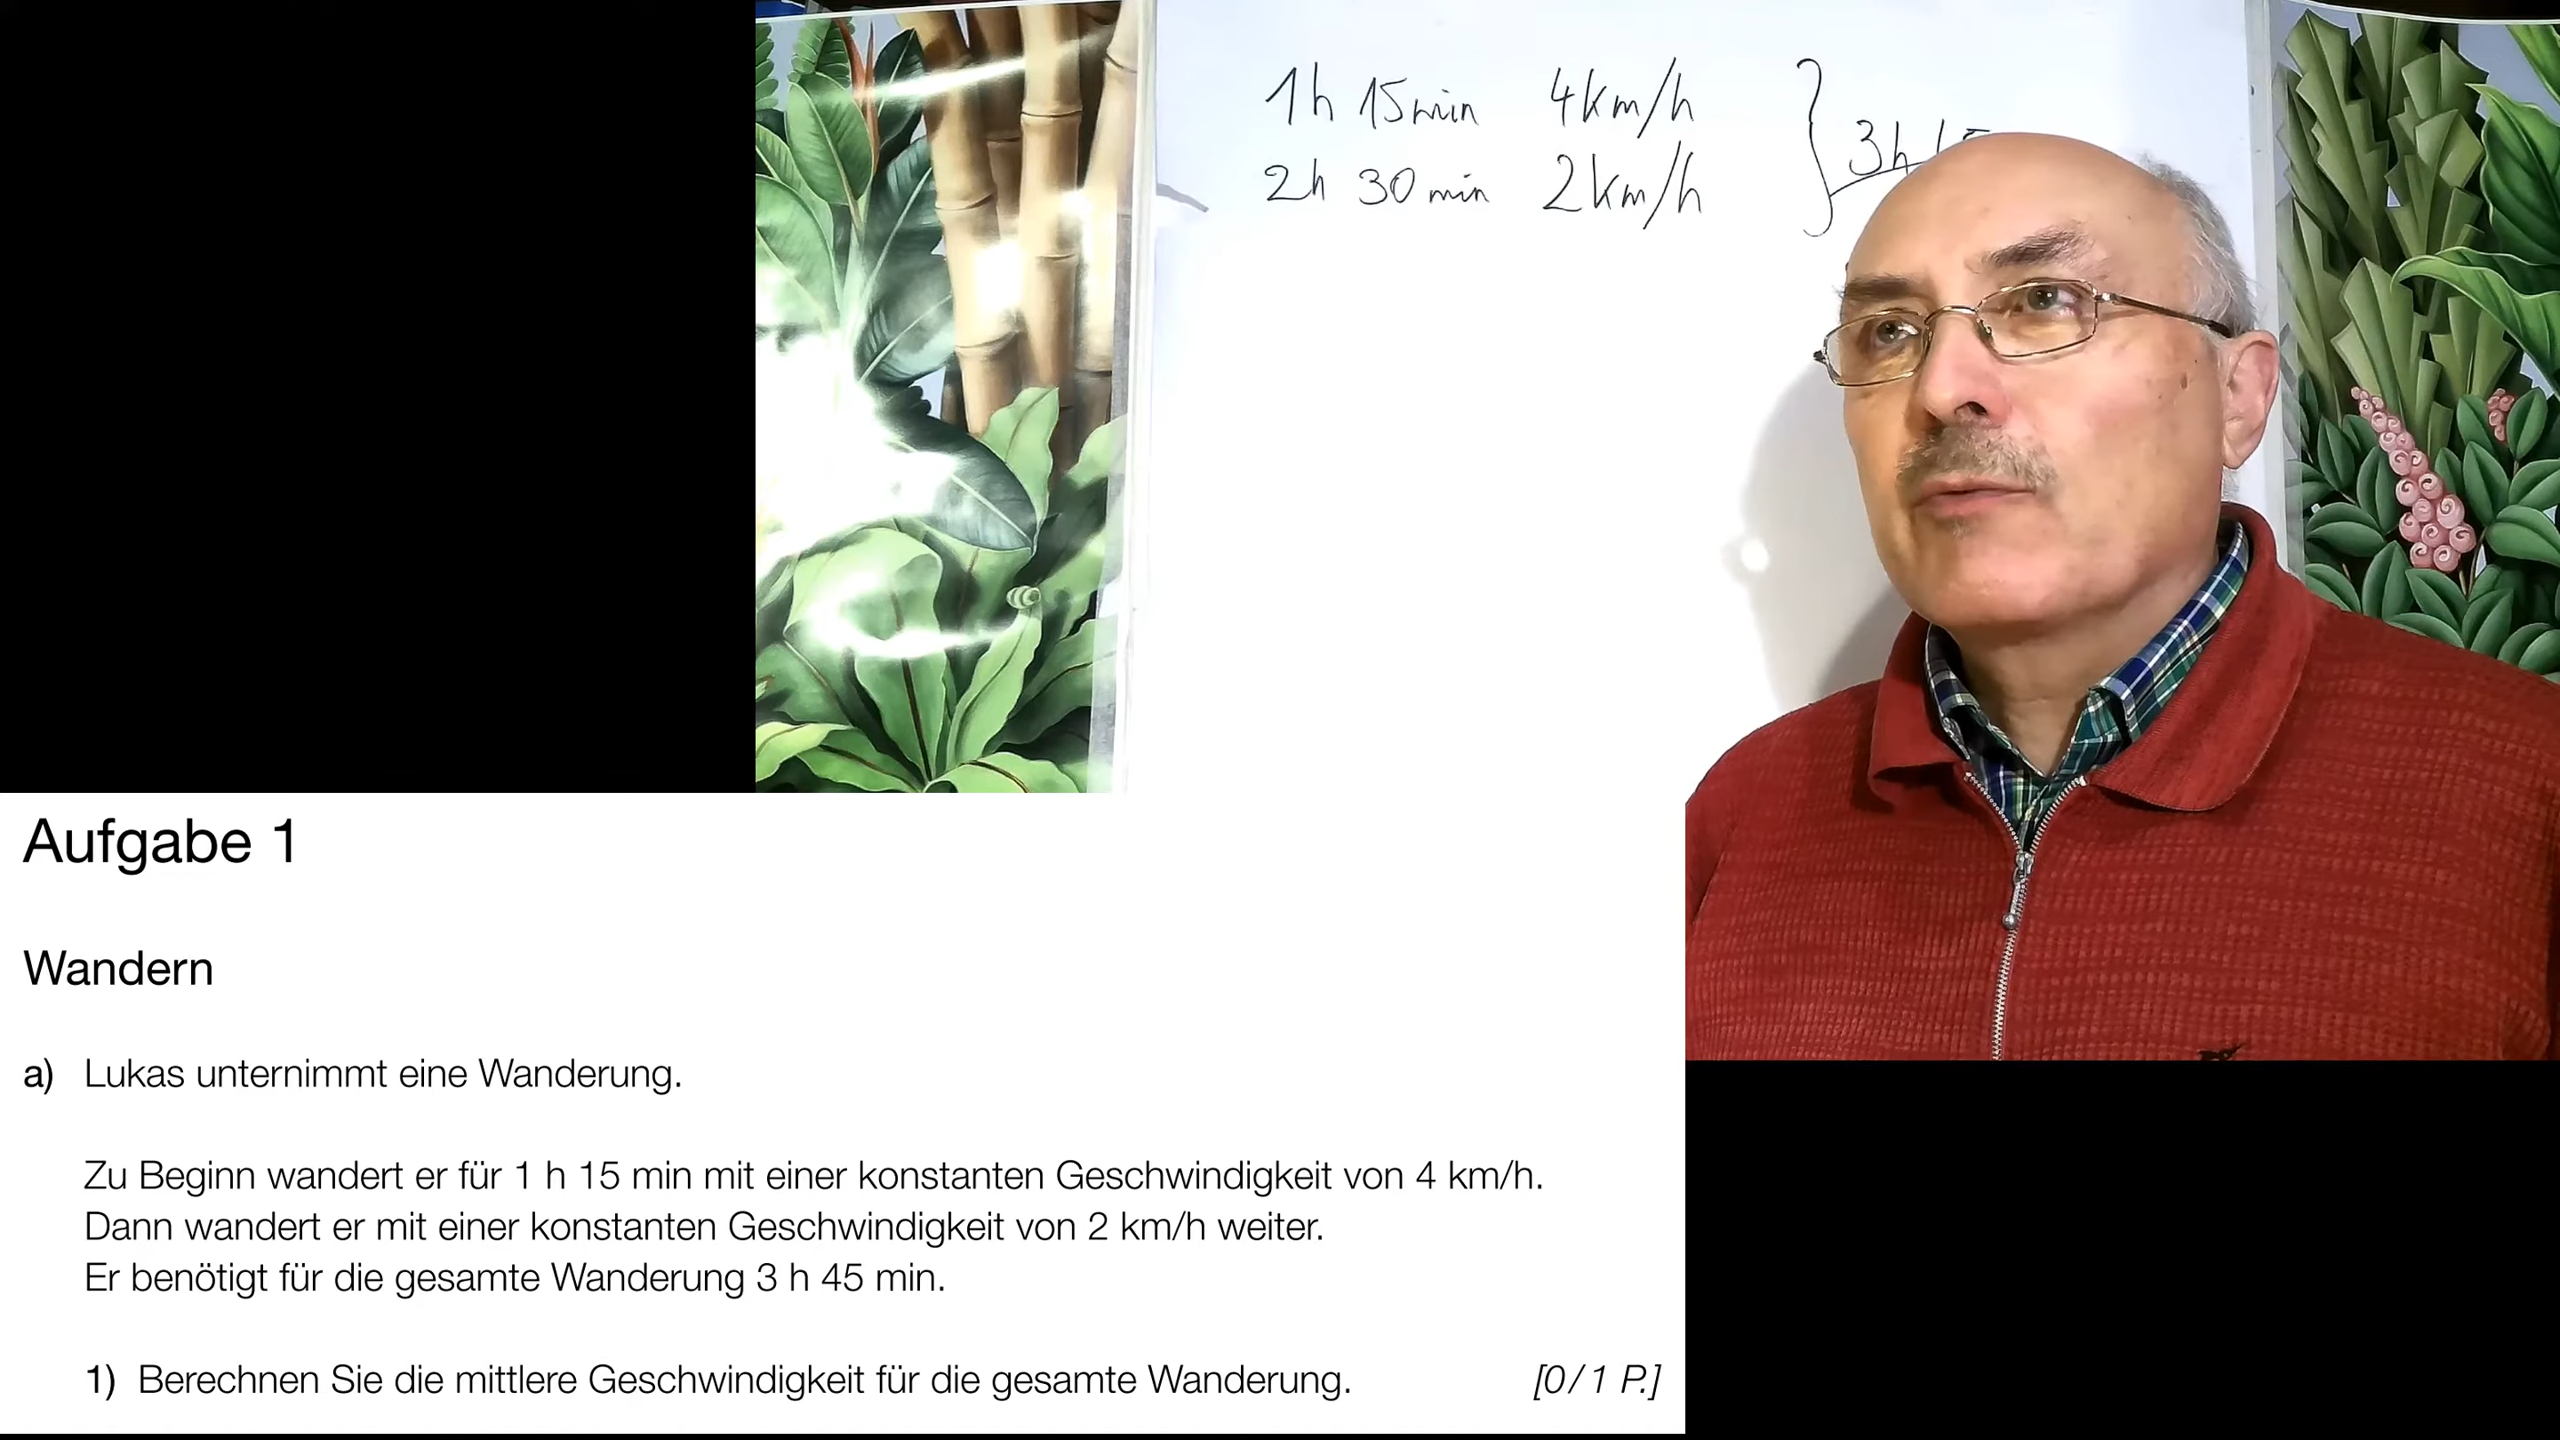 1h 15min 4km/h
2h 30min 2km/h
3h
Aufgabe 1
Wandern
a) Lukas unternimmt eine Wanderung.
Zu Beginn wandert er für 1 h 15 min mit einer konstanten Geschwindigkeit von 4 km/h.
Dann wandert er mit einer konstanten Geschwindigkeit von 2 km/h weiter.
Er benötigt für die gesamte Wanderung 3 h 45 min.
1) Berechnen Sie die mittlere Geschwindigkeit für die gesamte Wanderung. [0/1 P.]